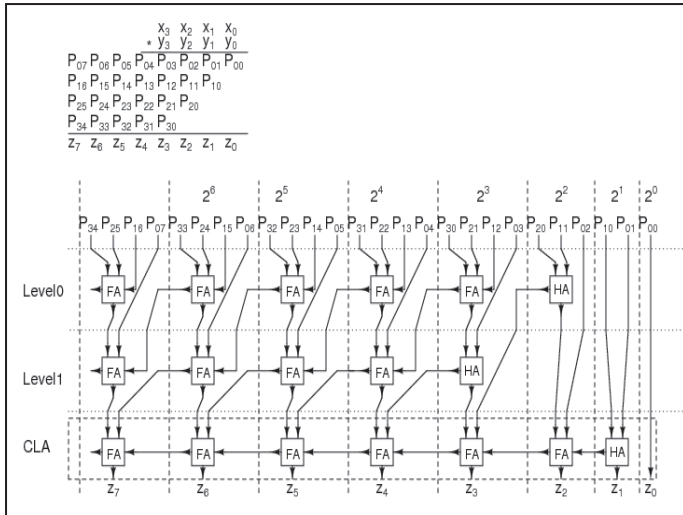 x3 x2 x1 x0
* y3 y2 y1 y0
P07 P06 P05 P04 P03 P02 P01 P00
P16 P15 P14 P13 P12 P11 P10
P25 P24 P23 P22 P21 P20
P34 P33 P32 P31 P30
z7 z6 z5 z4 z3 z2 z1 z0
2^6 2^5 2^4 2^3 2^2 2^1 2^0
P34 P25 P16 P07 P33 P24 P15 P06 P32 P23 P14 P05 P31 P22 P13 P04 P30 P21 P12 P03 P20 P11 P02 P10 P01 P00
Level0 FA FA FA FA FA HA
Level1 FA FA FA FA HA
CLA FA FA FA FA FA FA HA
z7 z6 z5 z4 z3 z2 z1 z0